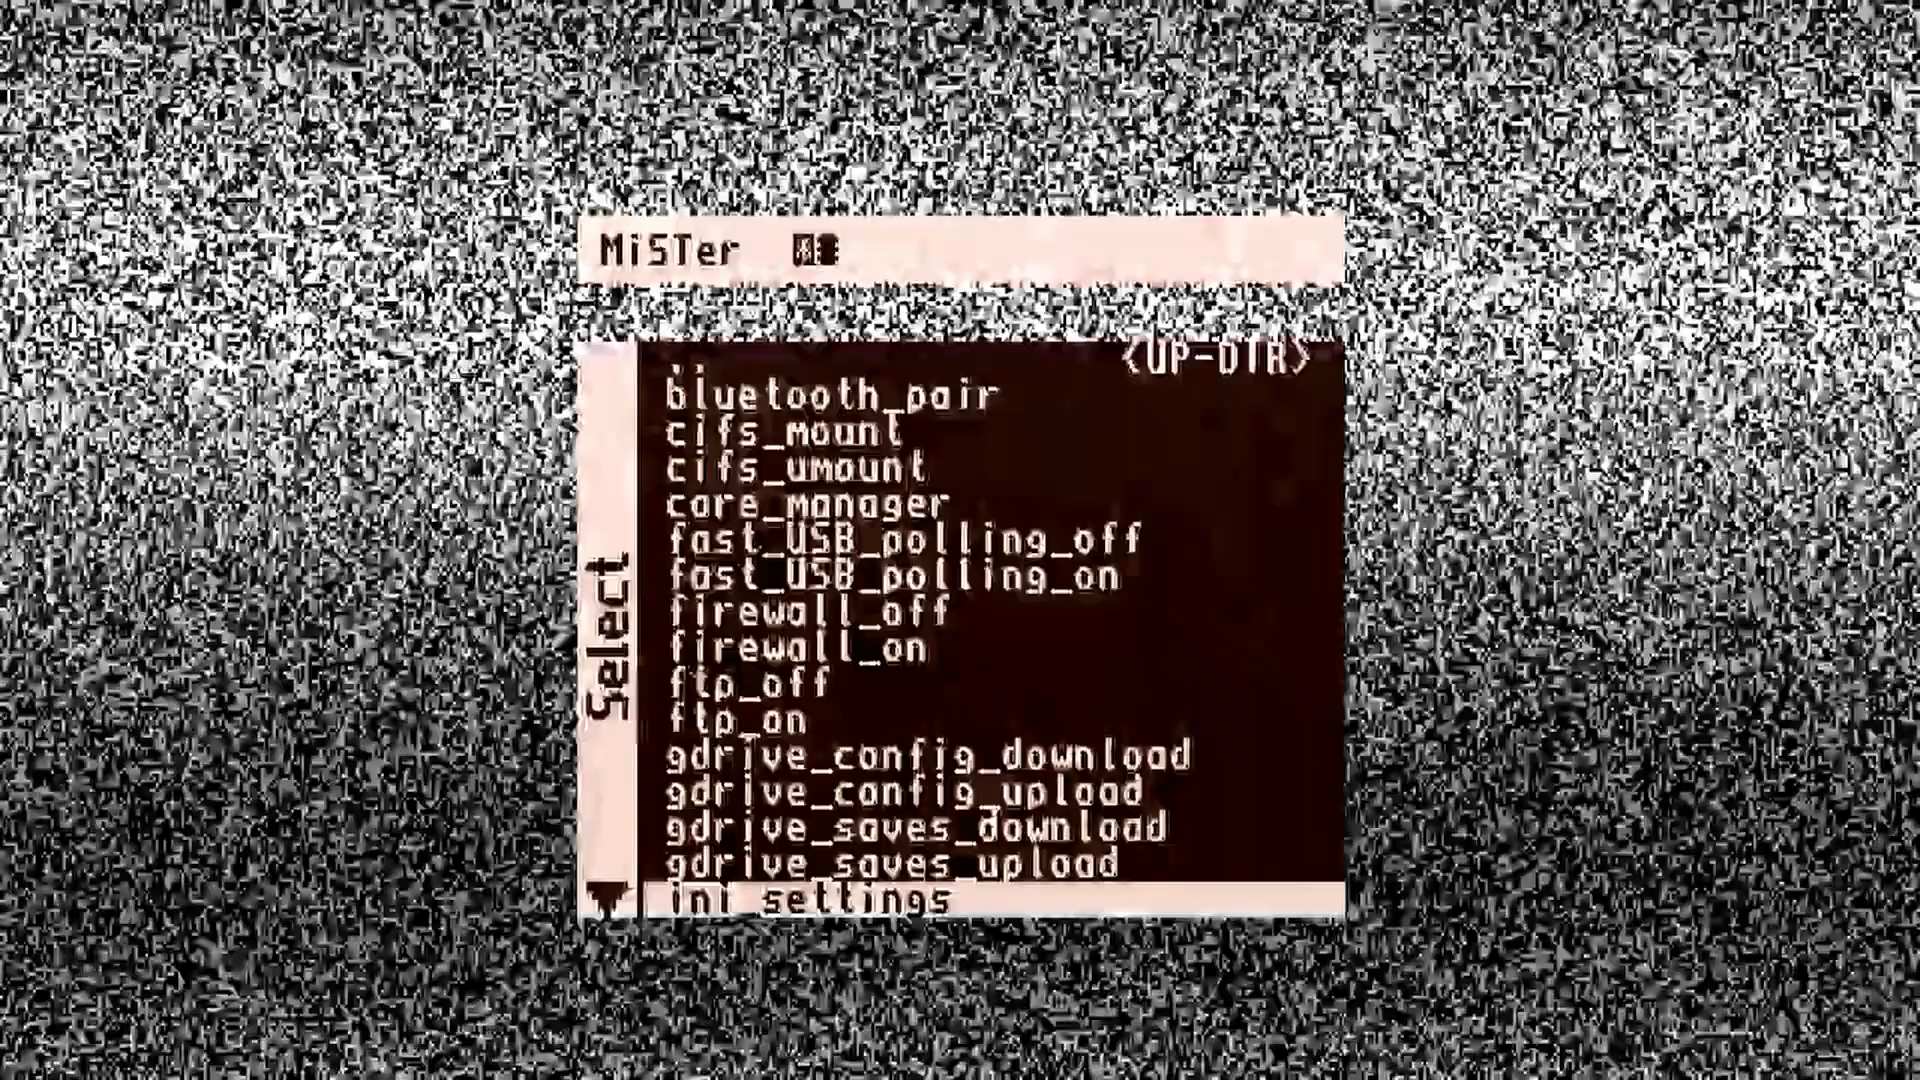 MiSTer
<UP-DIR>
..
bluetooth_pair
cifs_mount
cifs_umount
core_manager
fast_USB_polling_off
fast_USB_polling_on
firewall_off
firewall_on
ftp_off
ftp_on
gdrive_config_download
gdrive_config_upload
gdrive_saves_download
gdrive_saves_upload
ini_settings
Select